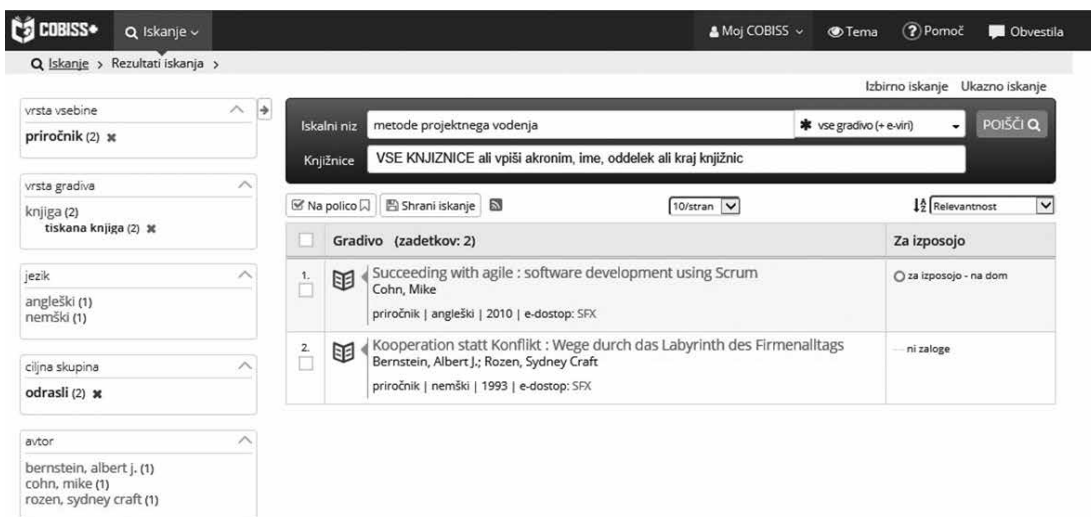 COBISS+ Iskanje Moj COBISS Tema Pomoč Obvestila
Iskanje > Rezultati iskanja >
Izbirno iskanje Ukazno iskanje
vrsta vsebine
priročnik (2) ✖
vrsta gradiva
knjiga (2)
tiskana knjiga (2) ✖
jezik
angleški (1)
nemški (1)
ciljna skupina
odrasli (2) ✖
avtor
bernstein, albert j. (1)
cohn, mike (1)
rozen, sydney craft (1)
Iskalni niz metode projektnega vodenja ✱ vse gradivo (+ e-viri) POIŠČI
Knjižnice VSE KNJIZNICE ali vpiši akronim, ime, oddelek ali kraj knjižnic
Na polico Shrani iskanje 10/stran Relevantnost
Gradivo (zadetkov: 2) Za izposojo
1. Succeeding with agile : software development using Scrum
Cohn, Mike
za izposojo - na dom
priročnik | angleški | 2010 | e-dostop: SFX
2. Kooperation statt Konflikt : Wege durch das Labyrinth des Firmenalltags
Bernstein, Albert J.; Rozen, Sydney Craft
ni zaloge
priročnik | nemški | 1993 | e-dostop: SFX